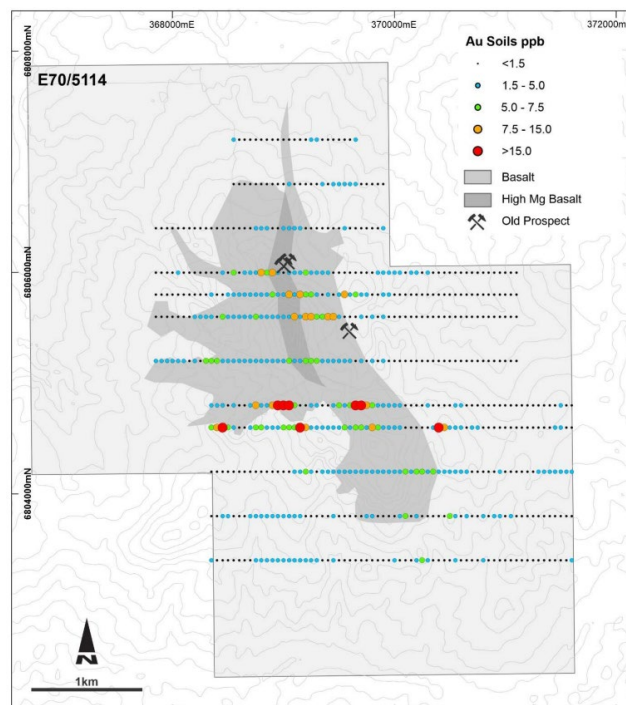 368000mE
370000mE
372000mE
6808000mN
E70/5114
Au Soils ppb
<1.5
1.5 - 5.0
5.0 - 7.5
7.5 - 15.0
>15.0
Basalt
High Mg Basalt
Old Prospect
6806000mN
6804000mN
N
1km